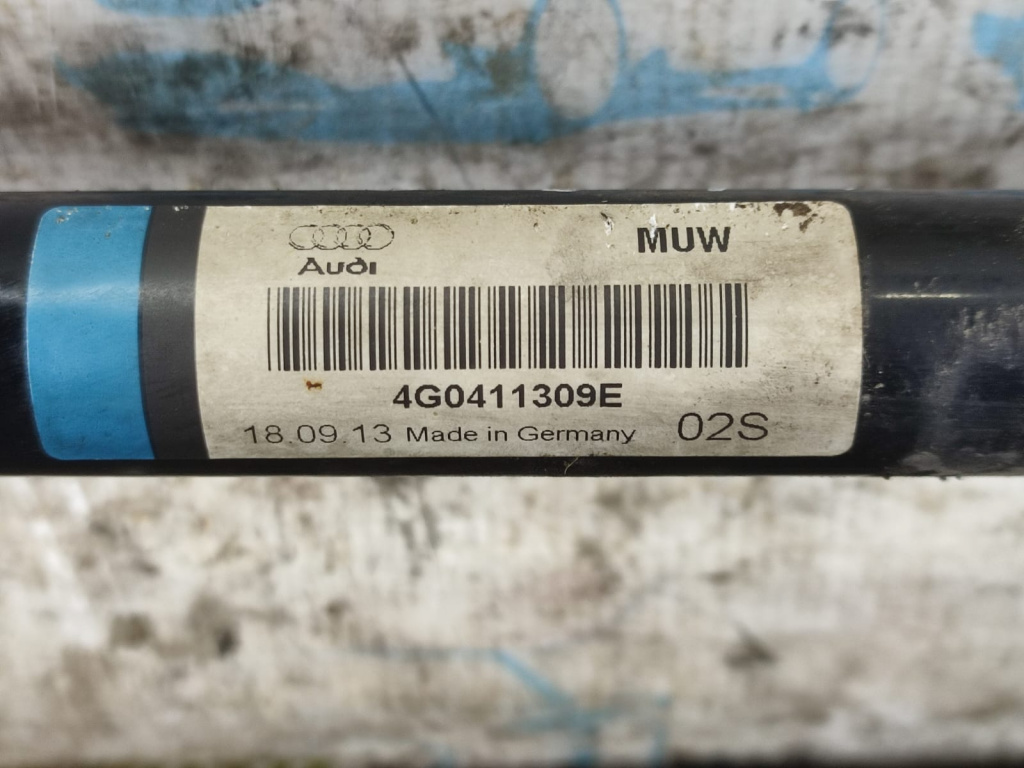 Audi
MUW
4G0411309E
18.09.13 Made in Germany 02S